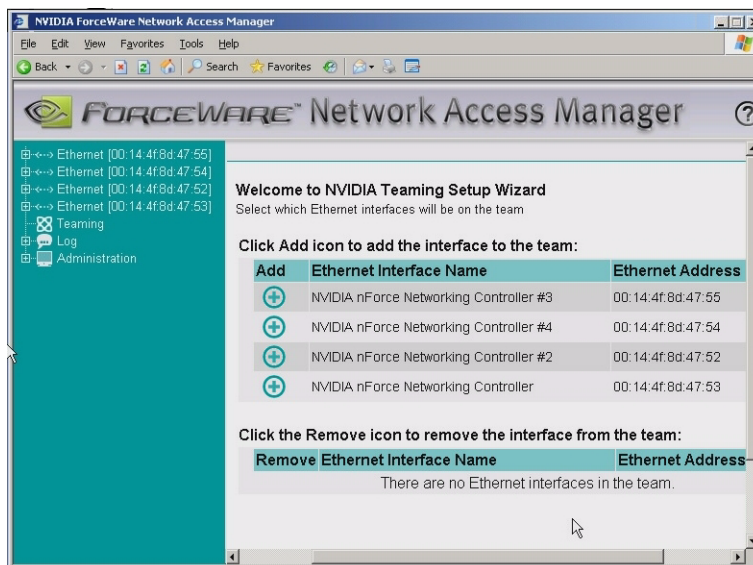 NVIDIA ForceWare Network Access Manager
File Edit View Favorites Tools Help
Back Search Favorites
FORCEWARE™ Network Access Manager
Ethernet [00:14:4f:8d:47:55]
Ethernet [00:14:4f:8d:47:54]
Ethernet [00:14:4f:8d:47:52]
Ethernet [00:14:4f:8d:47:53]
Teaming
Log
Administration
Welcome to NVIDIA Teaming Setup Wizard
Select which Ethernet interfaces will be on the team
Click Add icon to add the interface to the team:
Add Ethernet Interface Name Ethernet Address
NVIDIA nForce Networking Controller #3 00:14:4f:8d:47:55
NVIDIA nForce Networking Controller #4 00:14:4f:8d:47:54
NVIDIA nForce Networking Controller #2 00:14:4f:8d:47:52
NVIDIA nForce Networking Controller 00:14:4f:8d:47:53
Click the Remove icon to remove the interface from the team:
Remove Ethernet Interface Name Ethernet Address
There are no Ethernet interfaces in the team.